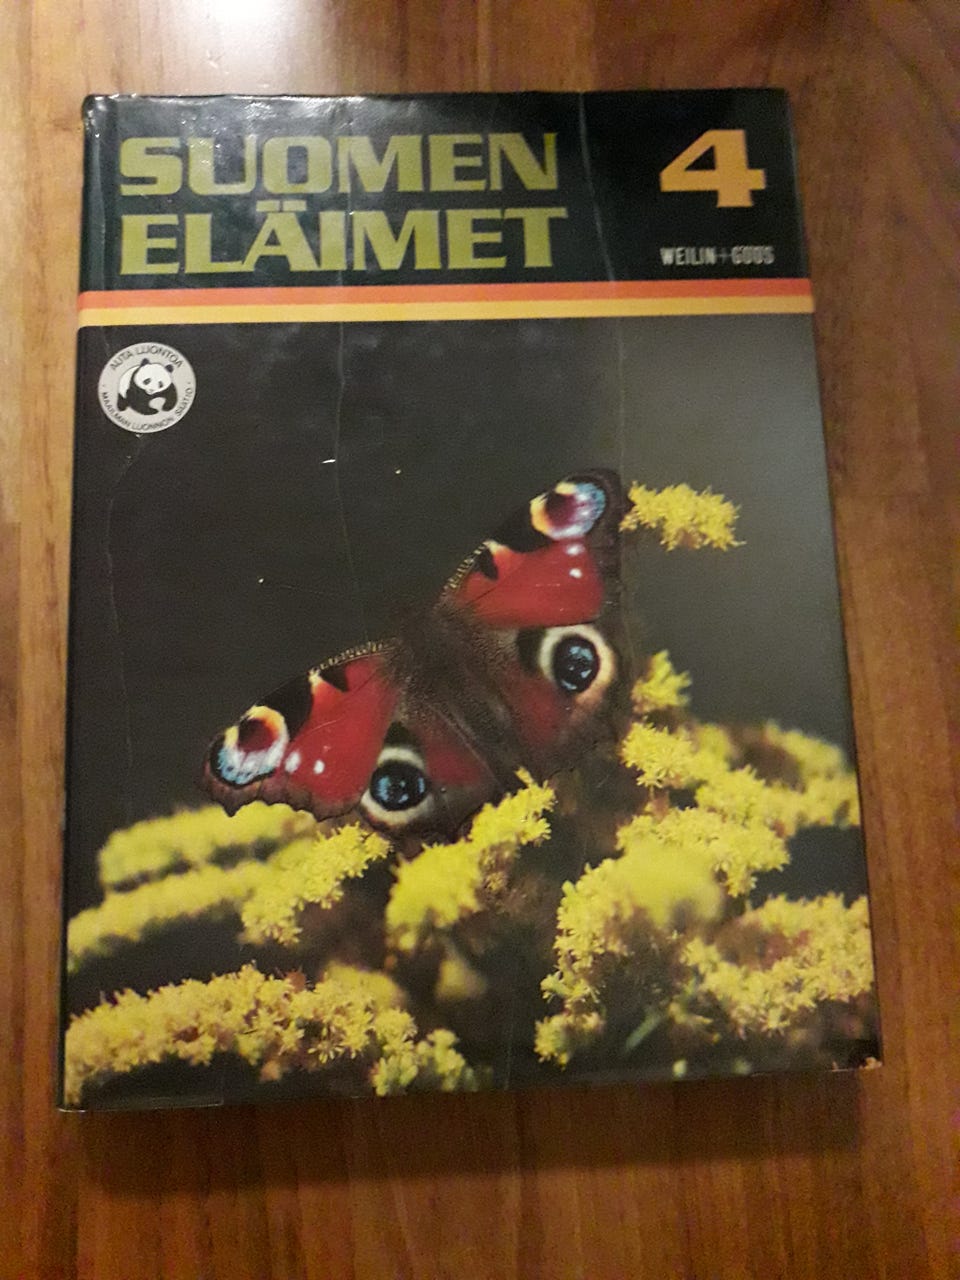 SUOMEN
ELÄIMET
4
WEILIN+GÖÖS
AUTA LUONTOA
· MAAILMAN LUONNON SÄÄTIÖ ·